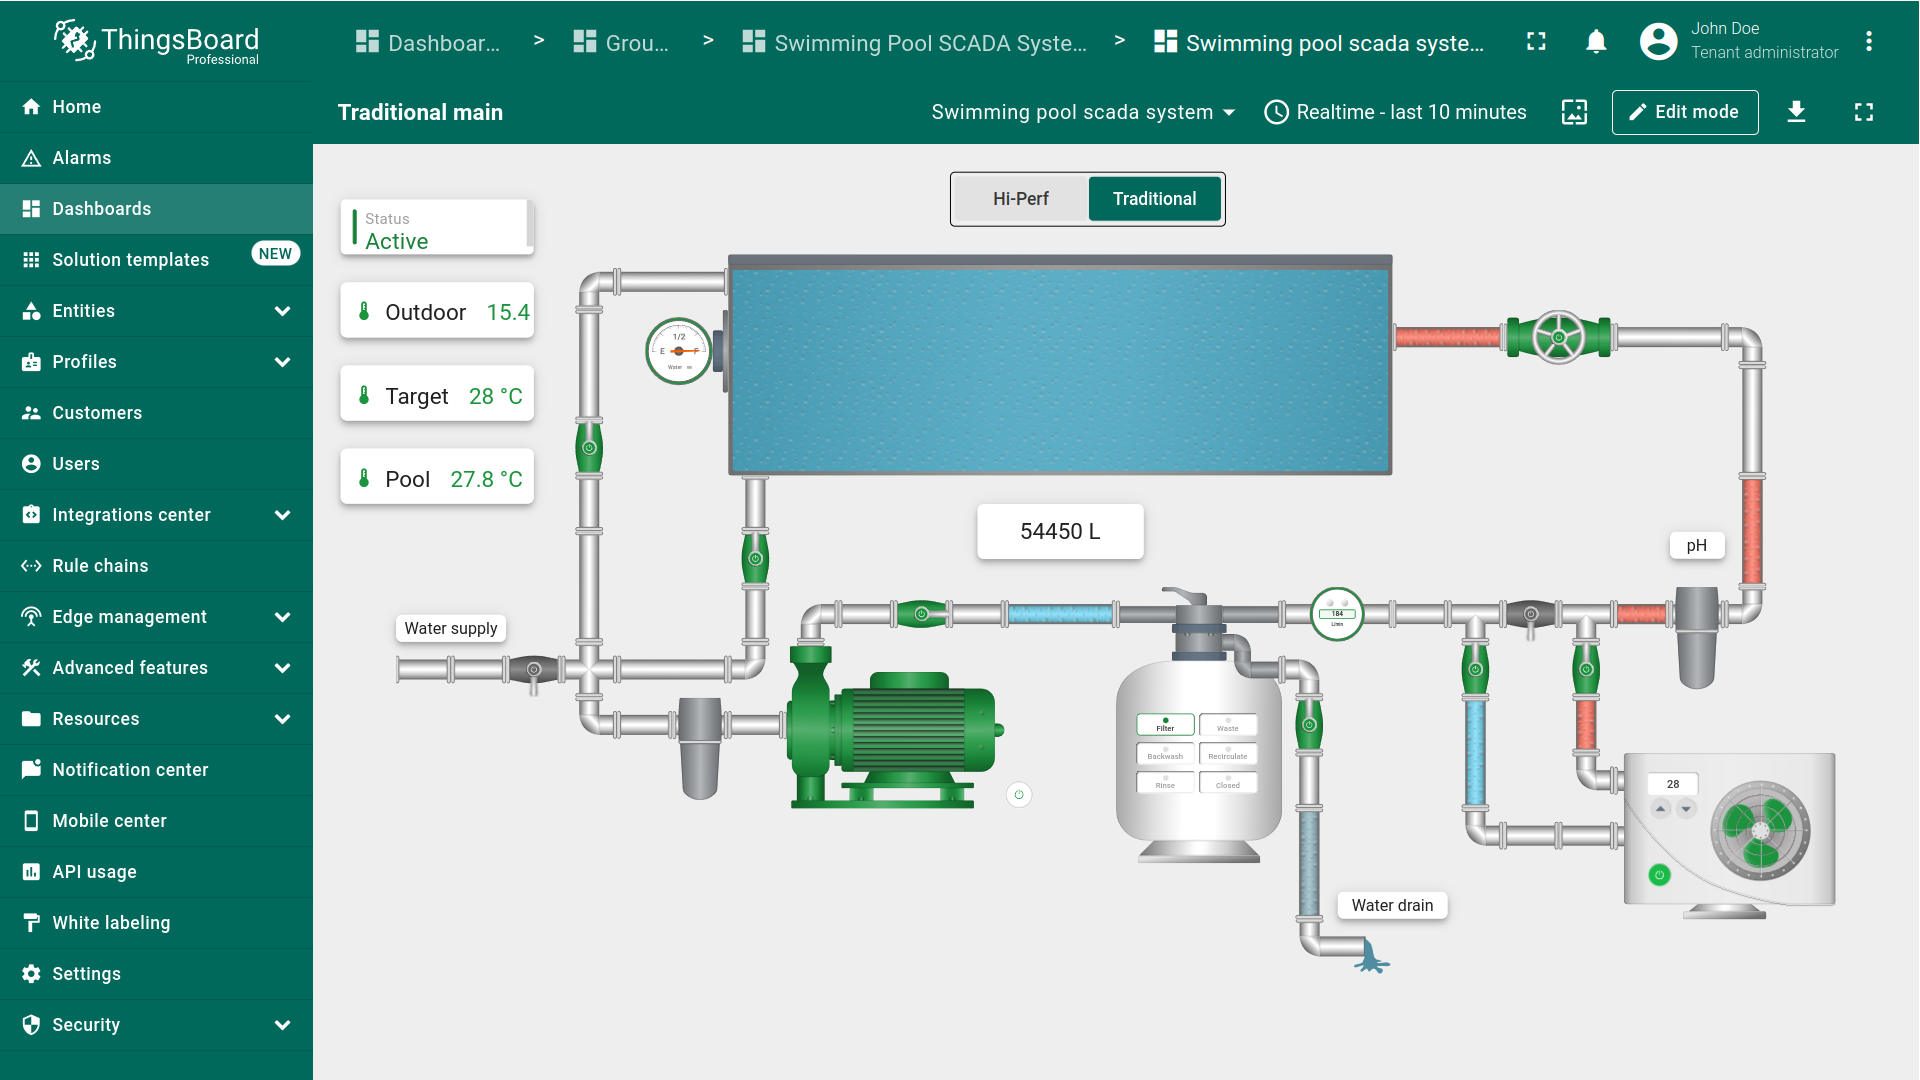 ThingsBoard
Professional
Dashboar...
>
Grou...
>
Swimming Pool SCADA Syste...
>
Swimming pool scada syste...
John Doe
Tenant administrator
Home
Alarms
Dashboards
Solution templates
NEW
Entities
Profiles
Customers
Users
Integrations center
Rule chains
Edge management
Advanced features
Resources
Notification center
Mobile center
API usage
White labeling
Settings
Security
Traditional main
Swimming pool scada system
Realtime - last 10 minutes
Edit mode
Hi-Perf
Traditional
Status
Active
Outdoor 15.4
Target 28 °C
Pool 27.8 °C
1/2
E F
Water
54450 L
pH
Water supply
184
L/min
Filter
Waste
Backwash
Recirculate
Rinse
Closed
28
Water drain